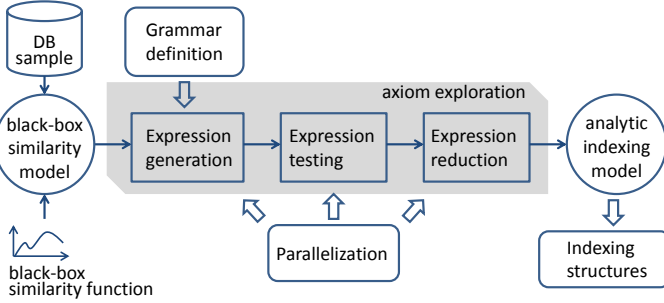 DB
sample
Grammar
definition
axiom exploration
black-box
similarity
model
Expression
generation
Expression
testing
Expression
reduction
analytic
indexing
model
Parallelization
Indexing
structures
black-box
similarity function